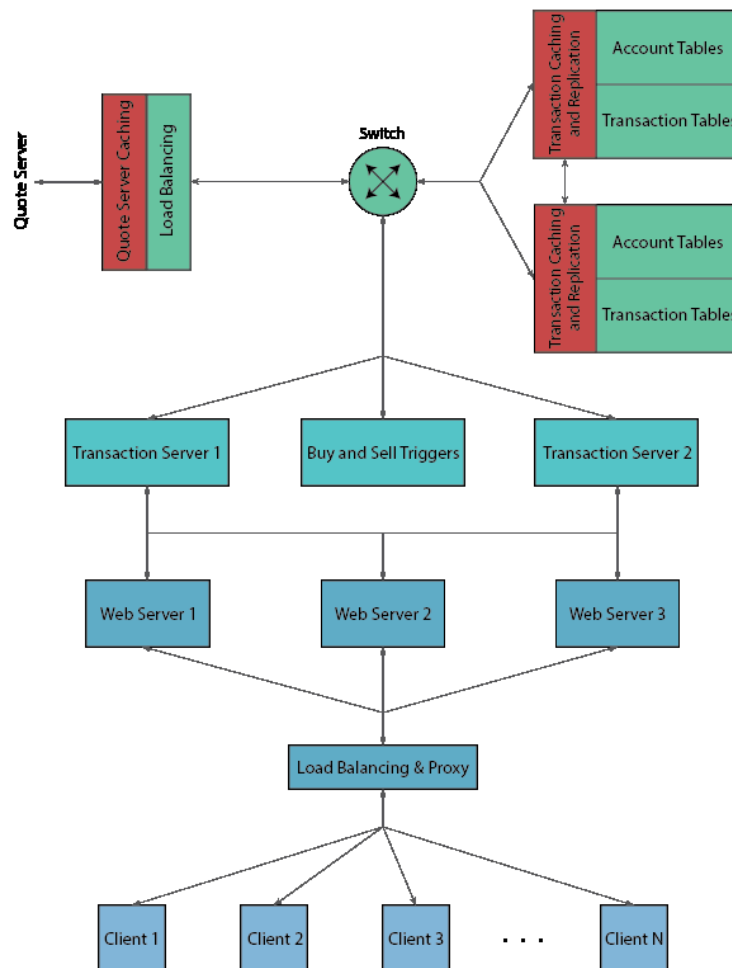 Quote Server
Quote Server Caching
Load Balancing
Switch
Transaction Caching
and Replication
Account Tables
Transaction Tables
Transaction Caching
and Replication
Account Tables
Transaction Tables
Transaction Server 1
Buy and Sell Triggers
Transaction Server 2
Web Server 1
Web Server 2
Web Server 3
Load Balancing & Proxy
Client 1
Client 2
Client 3
. . .
Client N